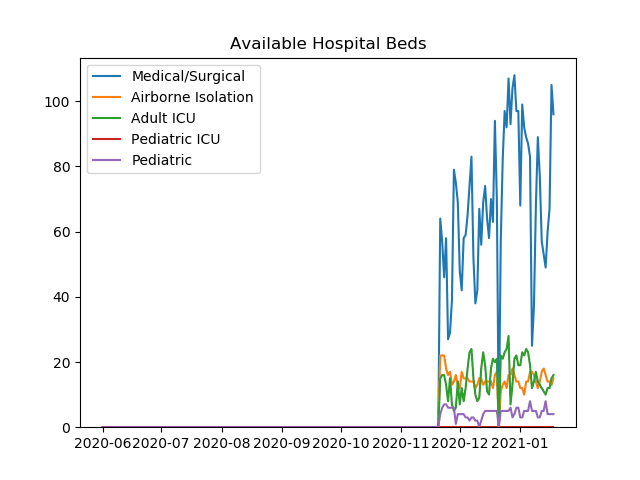 Available Hospital Beds
Medical/Surgical
Airborne Isolation
Adult ICU
Pediatric ICU
Pediatric
100
80
60
40
20
0
2020-06 2020-07 2020-08 2020-09 2020-10 2020-11 2020-12 2021-01